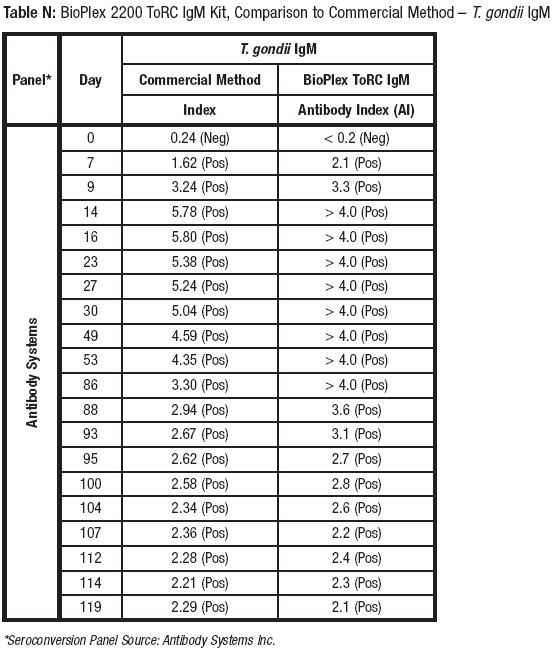 Table N: BioPlex 2200 ToRC IgM Kit, Comparison to Commercial Method – T. gondii IgM
Panel* Day T. gondii IgM
Commercial Method BioPlex ToRC IgM
Index Antibody Index (AI)
Antibody Systems
0 0.24 (Neg) < 0.2 (Neg)
7 1.62 (Pos) 2.1 (Pos)
9 3.24 (Pos) 3.3 (Pos)
14 5.78 (Pos) > 4.0 (Pos)
16 5.80 (Pos) > 4.0 (Pos)
23 5.38 (Pos) > 4.0 (Pos)
27 5.24 (Pos) > 4.0 (Pos)
30 5.04 (Pos) > 4.0 (Pos)
49 4.59 (Pos) > 4.0 (Pos)
53 4.35 (Pos) > 4.0 (Pos)
86 3.30 (Pos) > 4.0 (Pos)
88 2.94 (Pos) 3.6 (Pos)
93 2.67 (Pos) 3.1 (Pos)
95 2.62 (Pos) 2.7 (Pos)
100 2.58 (Pos) 2.8 (Pos)
104 2.34 (Pos) 2.6 (Pos)
107 2.36 (Pos) 2.2 (Pos)
112 2.28 (Pos) 2.4 (Pos)
114 2.21 (Pos) 2.3 (Pos)
119 2.29 (Pos) 2.1 (Pos)
*Seroconversion Panel Source: Antibody Systems Inc.